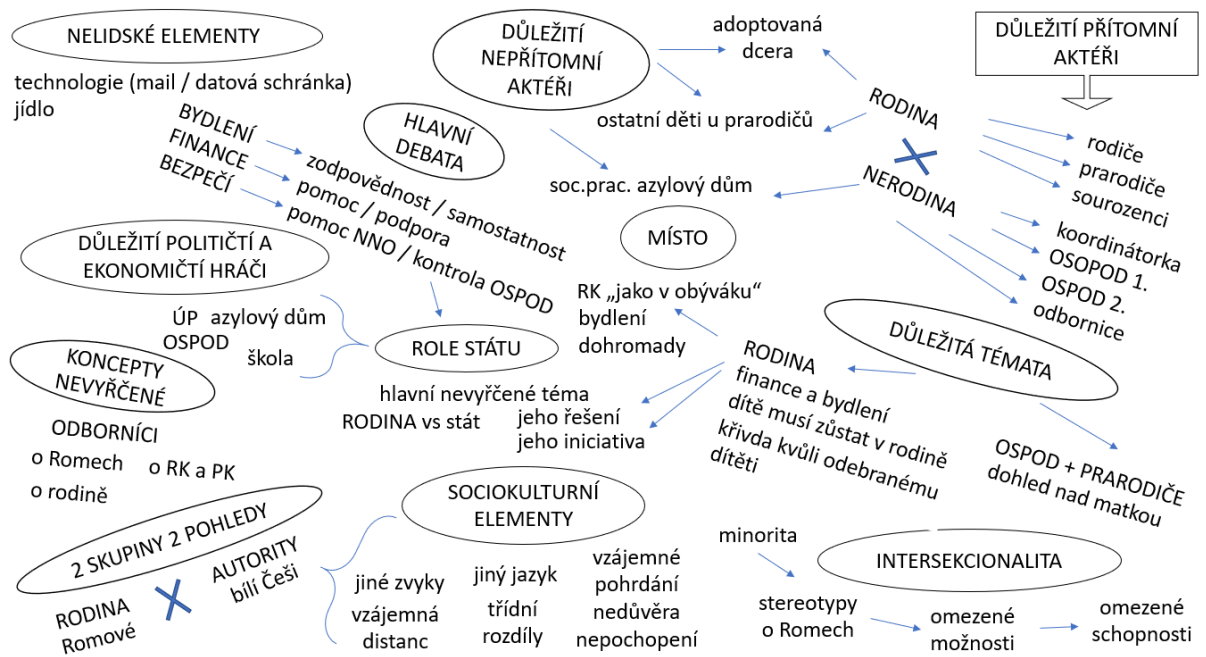 NELIDSKÉ ELEMENTY
technologie (mail / datová schránka)
jídlo
DŮLEŽITÍ
NEPŘÍTOMNÍ
AKTÉŘI
adoptovaná
dcera
ostatní děti u prarodičů
soc.prac. azylový dům
DŮLEŽITÍ PŘÍTOMNÍ
AKTÉŘI
RODINA
NERODINA
rodiče
prarodiče
sourozenci
koordinátorka
OSOPOD 1.
OSPOD 2.
odbornice
HLAVNÍ
DEBATA
BYDLENÍ
FINANCE
BEZPEČÍ
zodpovědnost / samostatnost
pomoc / podpora
pomoc NNO / kontrola OSPOD
MÍSTO
RK „jako v obýváku“
bydlení
dohromady
DŮLEŽITÍ POLITIČTÍ A
EKONOMIČTÍ HRÁČI
ÚP
azylový dům
OSPOD
škola
ROLE STÁTU
hlavní nevyřčené téma
RODINA vs stát
jeho řešení
jeho iniciativa
DŮLEŽITÁ TÉMATA
RODINA
finance a bydlení
dítě musí zůstat v rodině
křivda kvůli odebranému
dítěti
OSPOD + PRARODIČE
dohled nad matkou
KONCEPTY
NEVYŘČENÉ
ODBORNÍCI
o Romech
o RK a PK
o rodině
2 SKUPINY 2 POHLEDY
RODINA
Romové
AUTORITY
bílí Češi
SOCIOKULTURNÍ
ELEMENTY
jiné zvyky
vzájemná
distanc
jiný jazyk
třídní
rozdíly
vzájemné
pohrdání
nedůvěra
nepochopení
INTERSEKCIONALITA
minorita
stereotypy
o Romech
omezené
možnosti
omezené
schopnosti